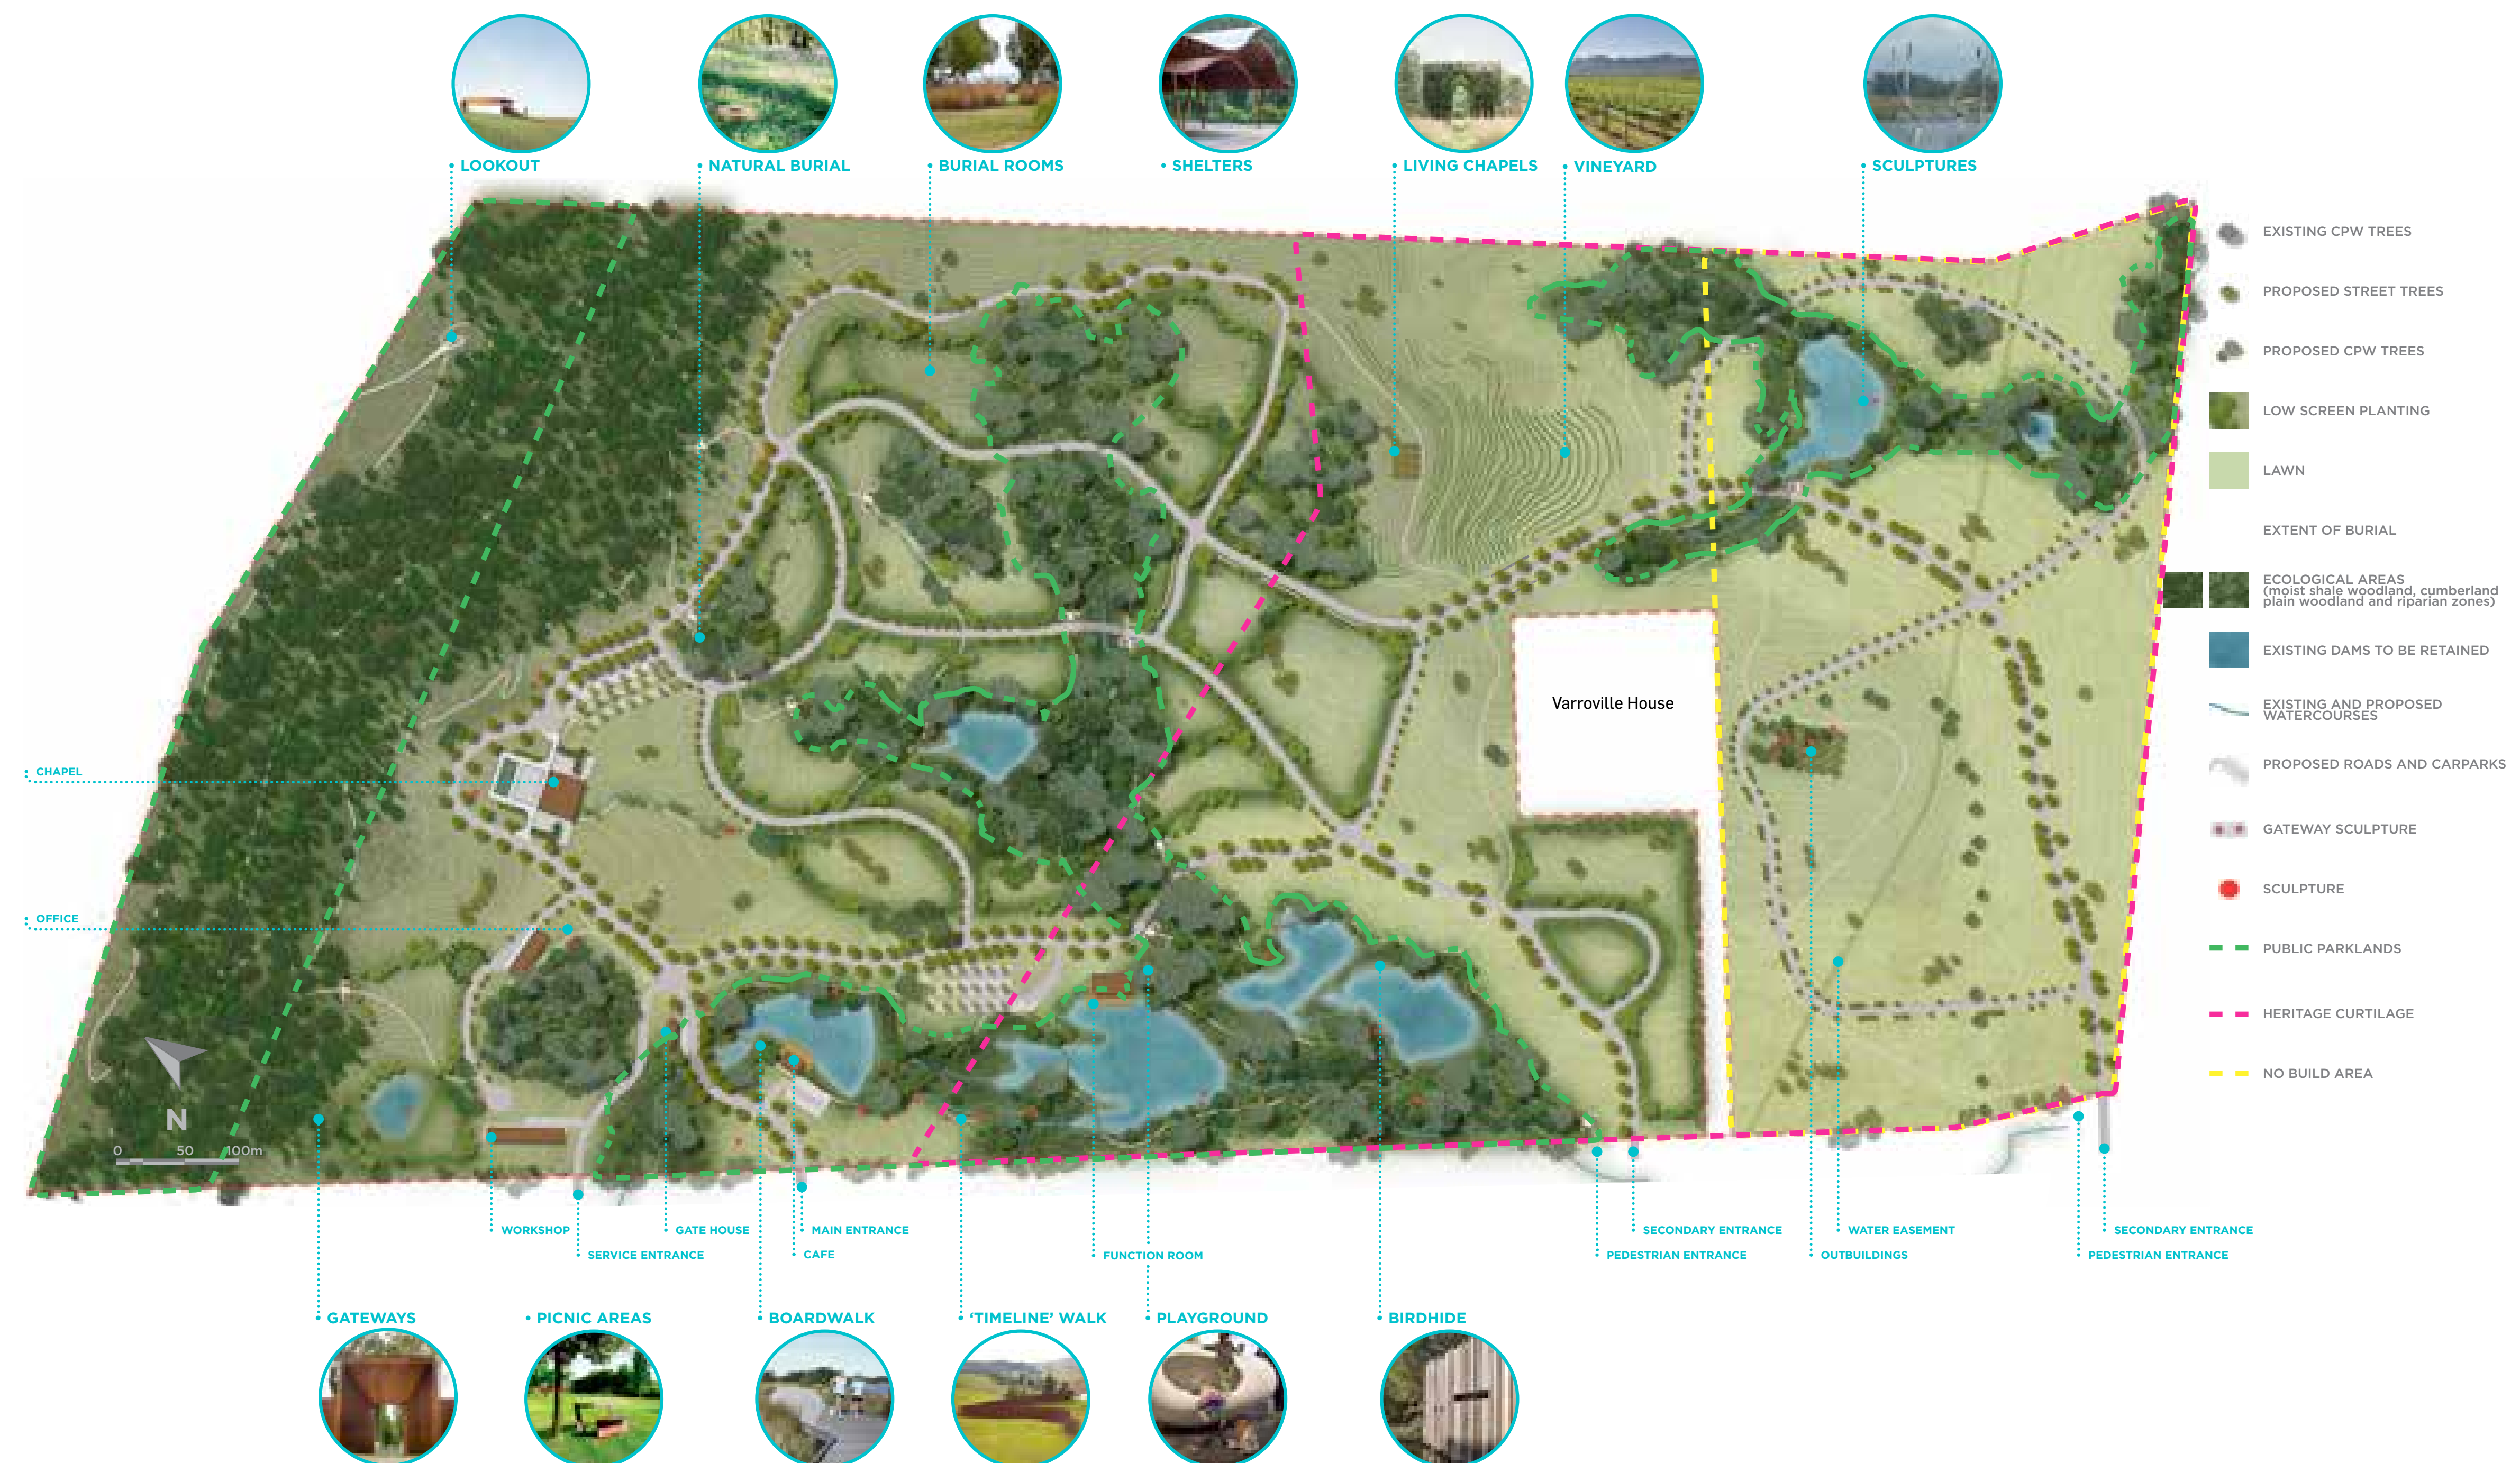 LOOKOUT
NATURAL BURIAL
BURIAL ROOMS
SHELTERS
LIVING CHAPELS
VINEYARD
SCULPTURES
EXISTING CPW TREES
PROPOSED STREET TREES
PROPOSED CPW TREES
LOW SCREEN PLANTING
LAWN
EXTENT OF BURIAL
ECOLOGICAL AREAS
(moist shale woodland, cumberland
plain woodland and riparian zones)
EXISTING DAMS TO BE RETAINED
EXISTING AND PROPOSED
WATERCOURSES
PROPOSED ROADS AND CARPARKS
GATEWAY SCULPTURE
SCULPTURE
PUBLIC PARKLANDS
HERITAGE CURTILAGE
NO BUILD AREA
Varroville House
CHAPEL
OFFICE
N
0 50 100m
WORKSHOP
GATE HOUSE
MAIN ENTRANCE
SECONDARY ENTRANCE
WATER EASEMENT
SECONDARY ENTRANCE
SERVICE ENTRANCE
CAFE
FUNCTION ROOM
PEDESTRIAN ENTRANCE
OUTBUILDINGS
PEDESTRIAN ENTRANCE
GATEWAYS
PICNIC AREAS
BOARDWALK
'TIMELINE' WALK
PLAYGROUND
BIRDHIDE